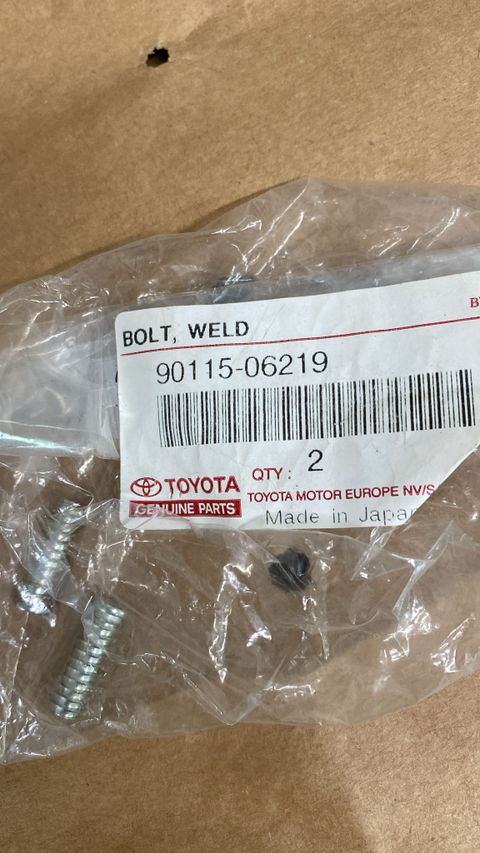 BOLT, WELD
90115-06219
QTY : 2
TOYOTA
GENUINE PARTS
TOYOTA MOTOR EUROPE NV/S
Made in Japan